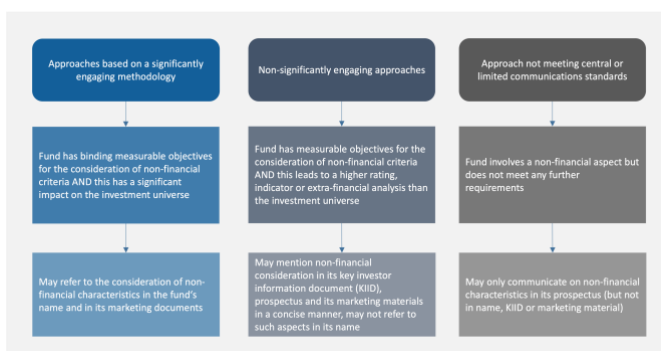 Approaches based on a significantly
engaging methodology
Non-significantly engaging approaches
Approach not meeting central or
limited communications standards
Fund has binding measurable objectives
for the consideration of non-financial
criteria AND this has a significant
impact on the investment universe
Fund has measurable objectives for the
consideration of non-financial criteria
AND this leads to a higher rating,
indicator or extra-financial analysis than
the investment universe
Fund involves a non-financial aspect but
does not meet any further
requirements
May refer to the consideration of non-
financial characteristics in the fund's
name and in its marketing documents
May mention non-financial
consideration in its key investor
information document (KIID),
prospectus and its marketing materials
in a concise manner, may not refer to
such aspects in its name
May only communicate on non-financial
characteristics in its prospectus (but not
in name, KIID or marketing material)